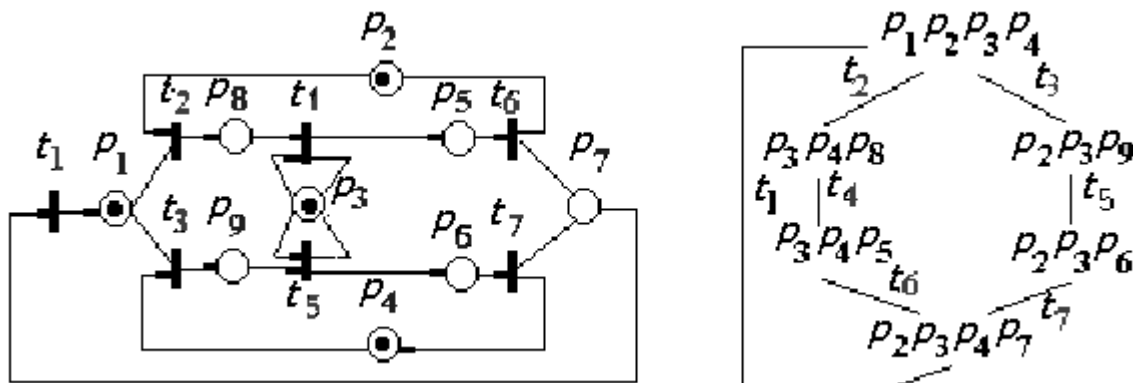 p2
t2 p8 t1 p5 t6
t1 p1 p7
p3
t3 p9 p6 t7
t5 p4
p1p2p3p4
t2 t3
p3p4p8 p2p3p9
t1 t4 t5
p3p4p5 p2p3p6
t6 t7
p2p3p4p7